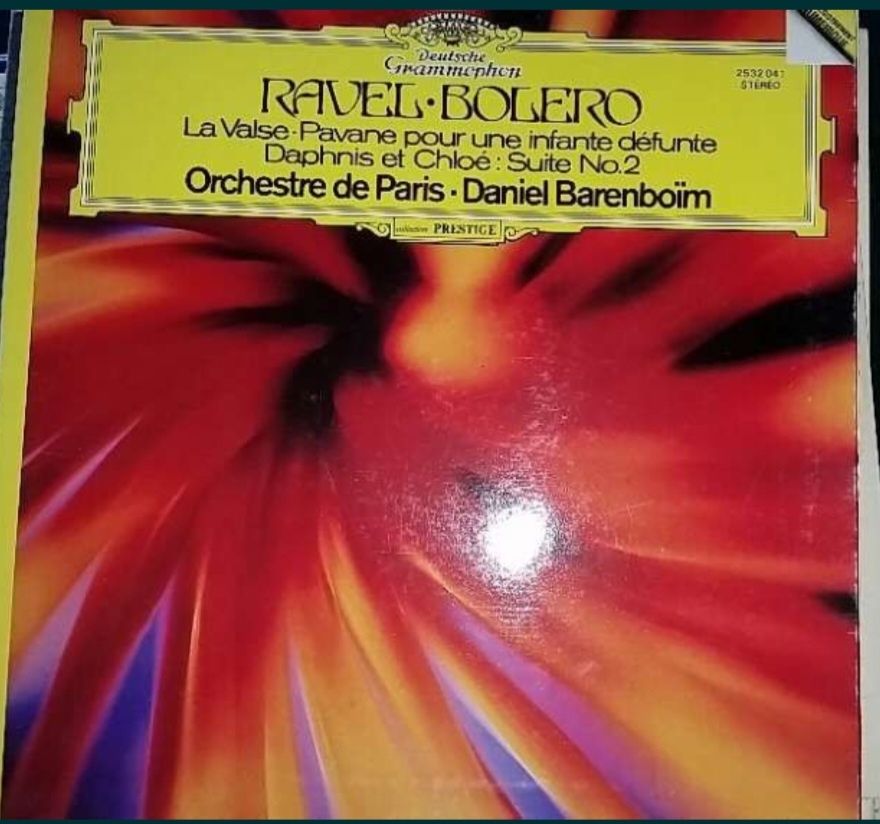 Deutsche
Grammophon
2532 041
STEREO
RAVEL·BOLERO
La Valse·Pavane pour une infante défunte
Daphnis et Chloé: Suite No.2
Orchestre de Paris·Daniel Barenboïm
collection PRESTIGE